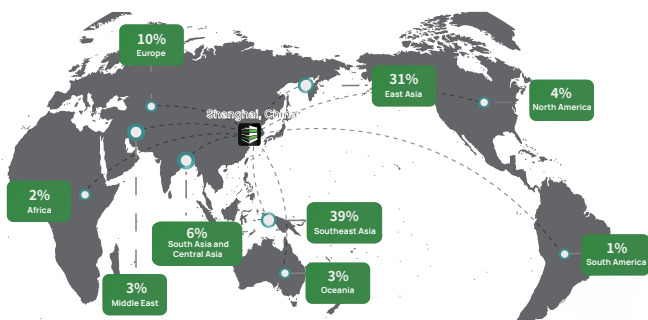 10%
Europe
31%
East Asia
4%
North America
Shanghai, China
2%
Africa
39%
Southeast Asia
6%
South Asia and
Central Asia
1%
South America
3%
Middle East
3%
Oceania